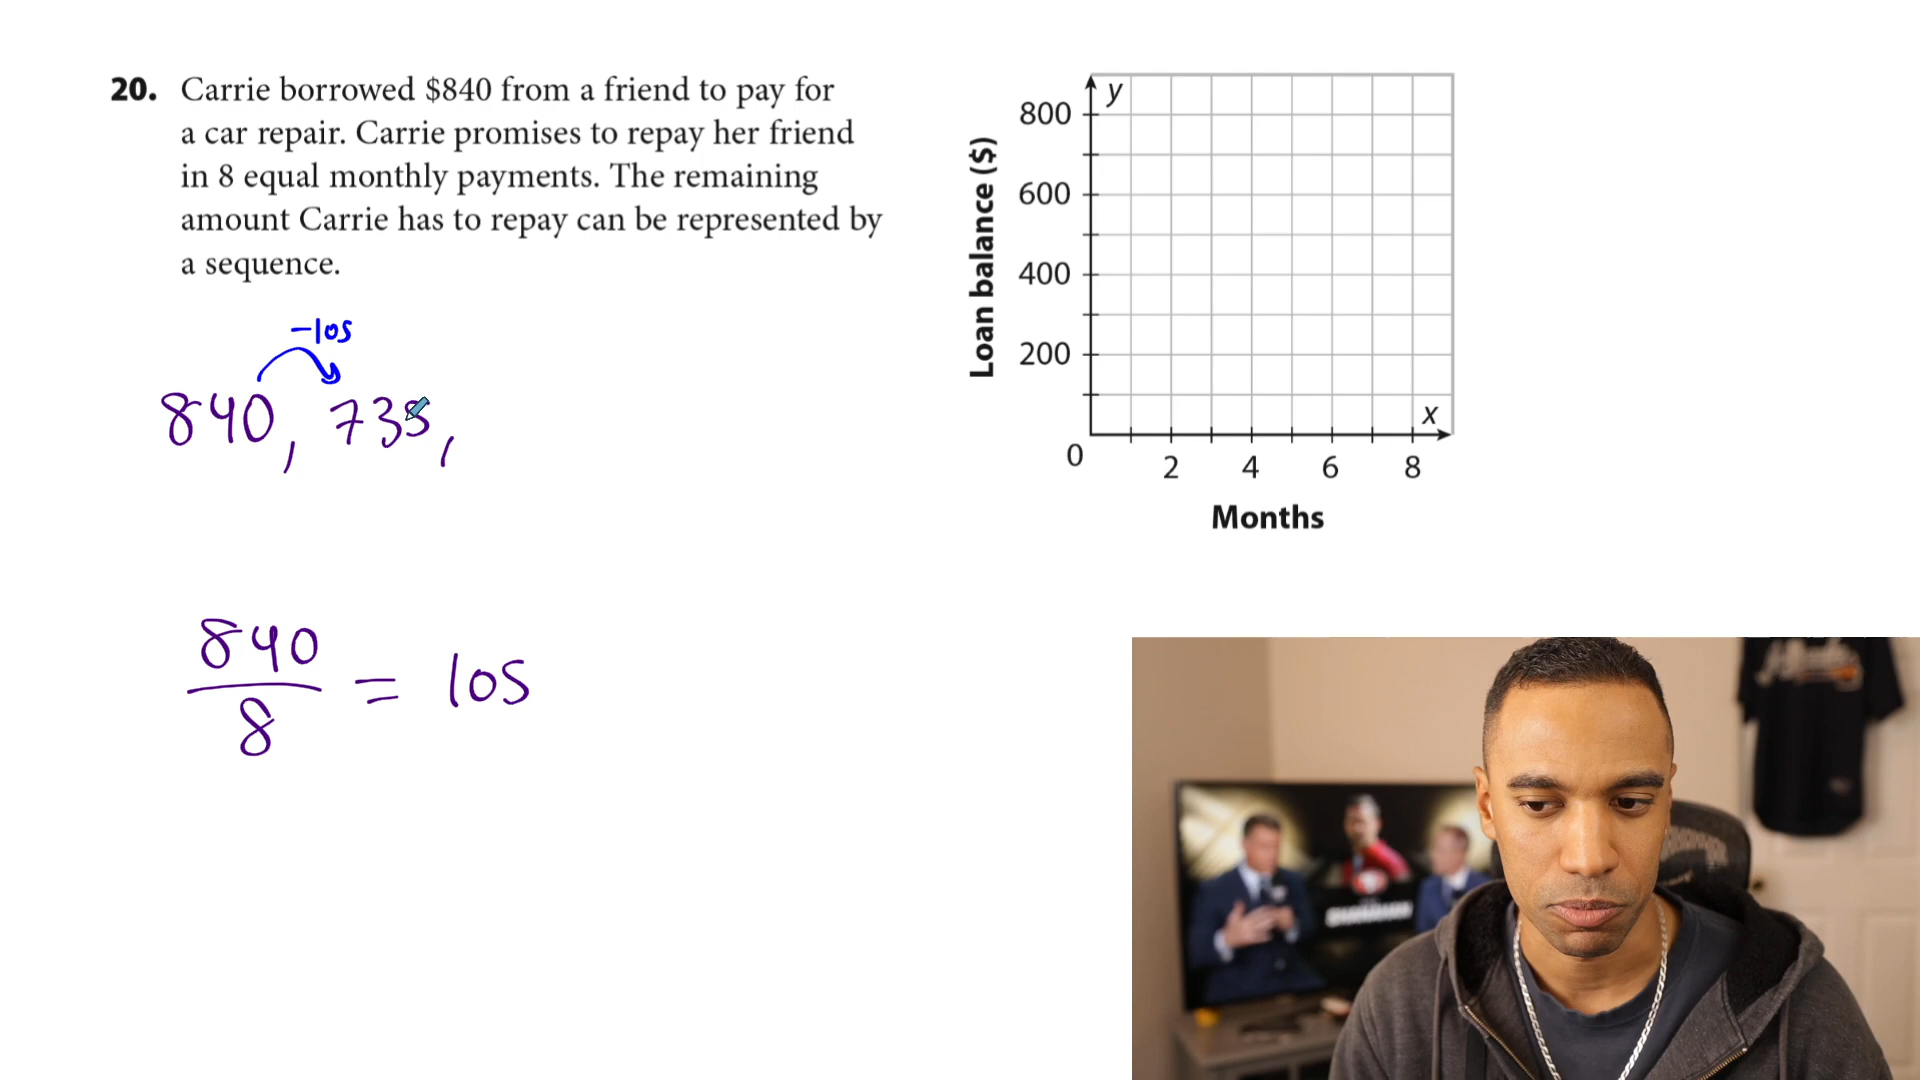 20. Carrie borrowed $840 from a friend to pay for
a car repair. Carrie promises to repay her friend
in 8 equal monthly payments. The remaining
amount Carrie has to repay can be represented by
a sequence.
-105
840, 735,
840
8
= 105
y
800
600
400
200
0
2 4 6 8
x
Loan balance ($)
Months